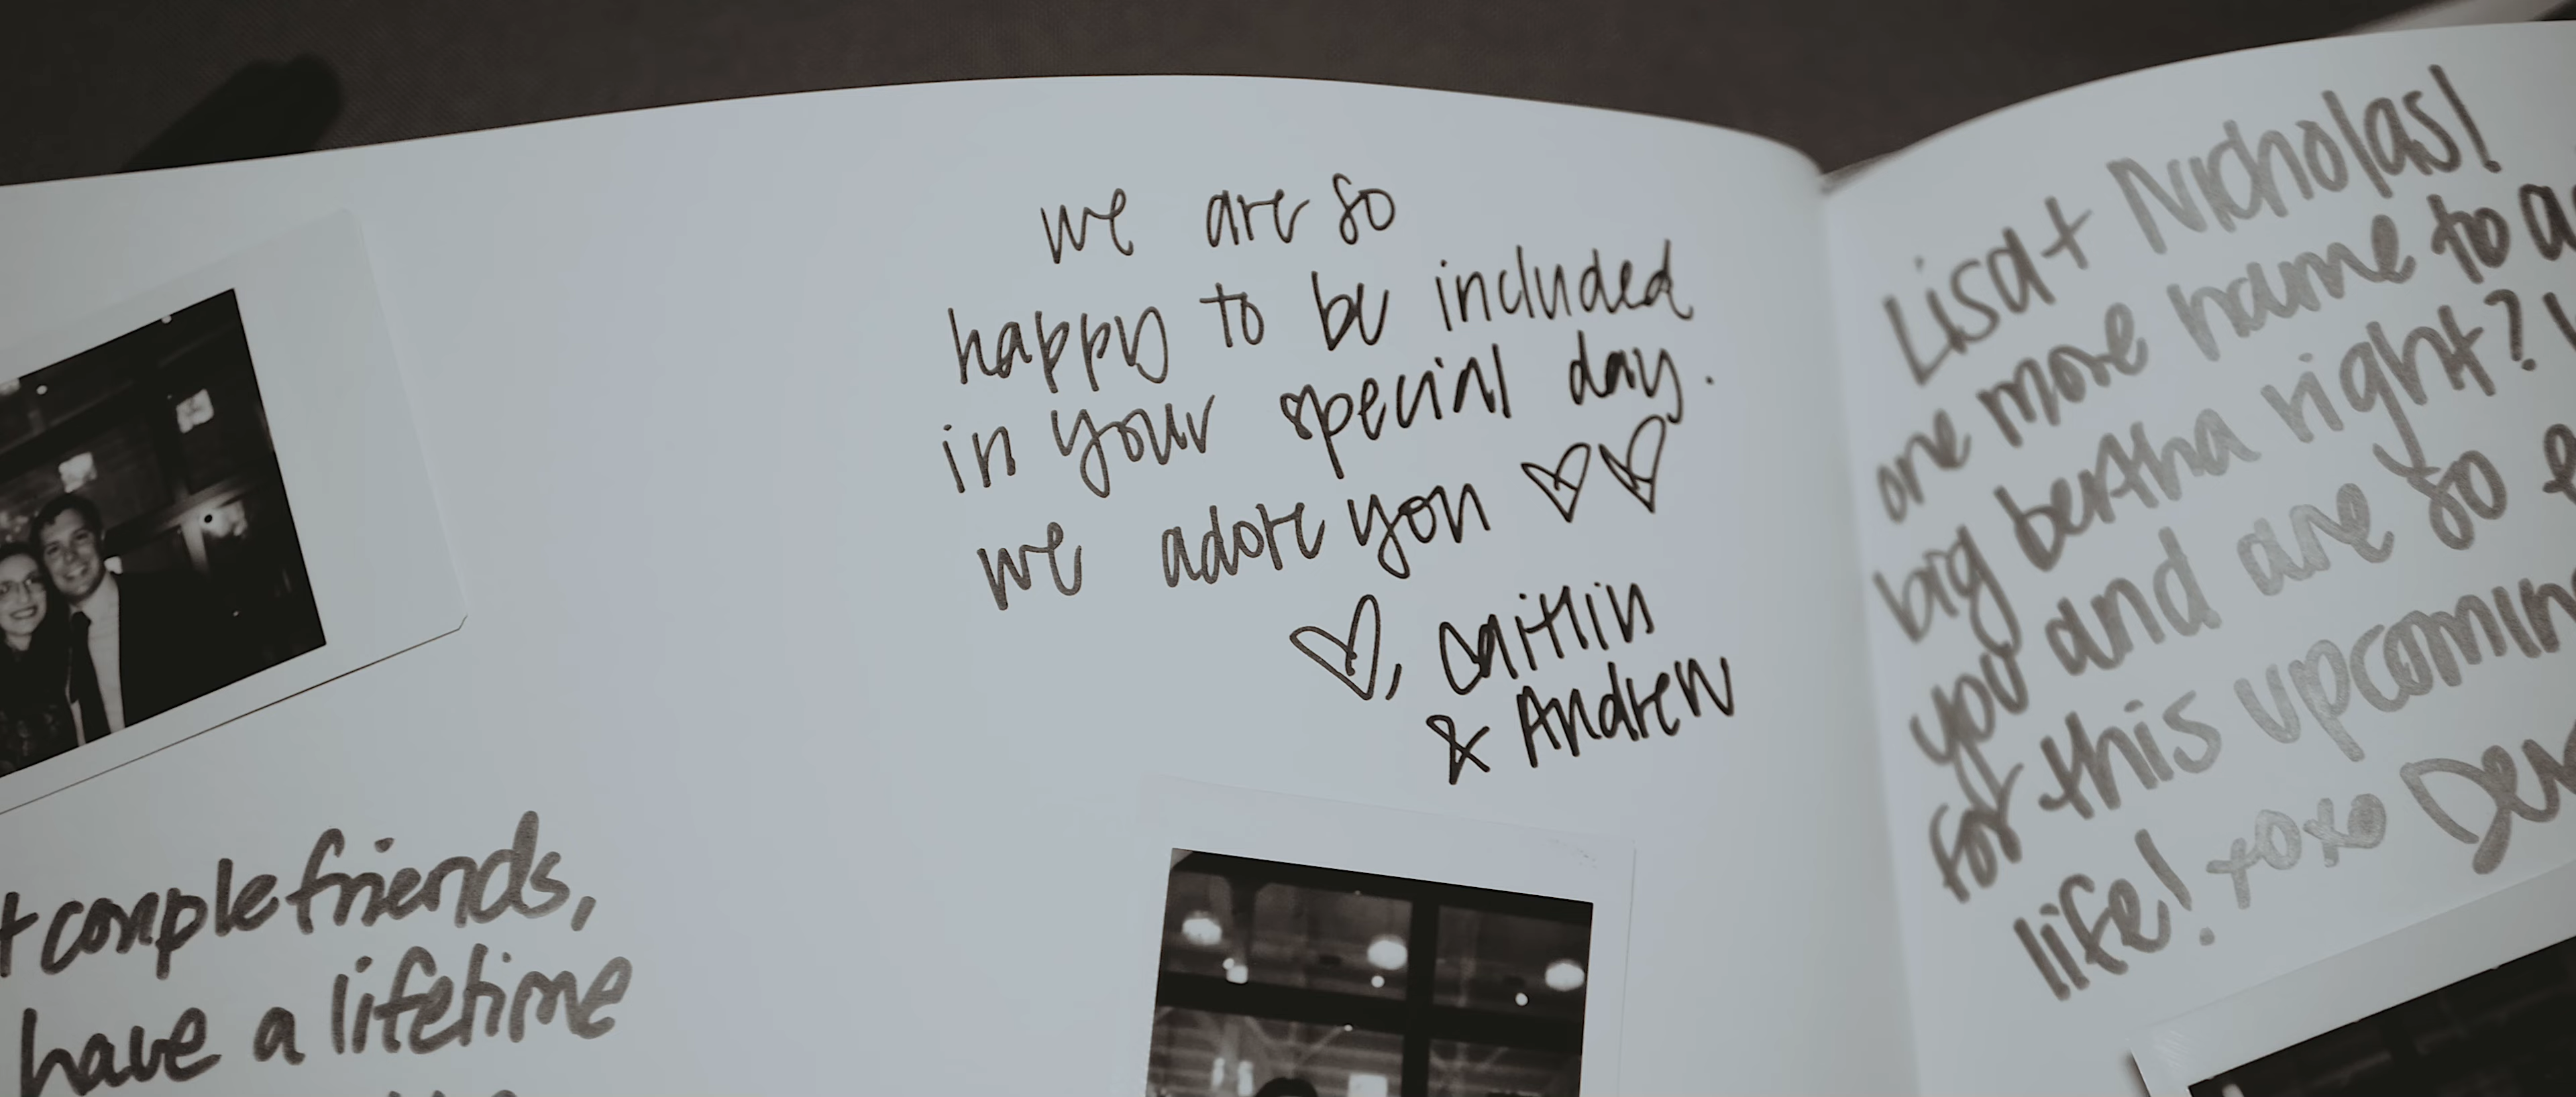 we are so
happy to be included
in your special day.
we adore you ♡♡
♡, Caitlin
& Andrew
couple friends,
have a lifetime
Lisa + Nicholas!
one more name to
big bertha right?
you and are so
for this upcoming
life! xoxo